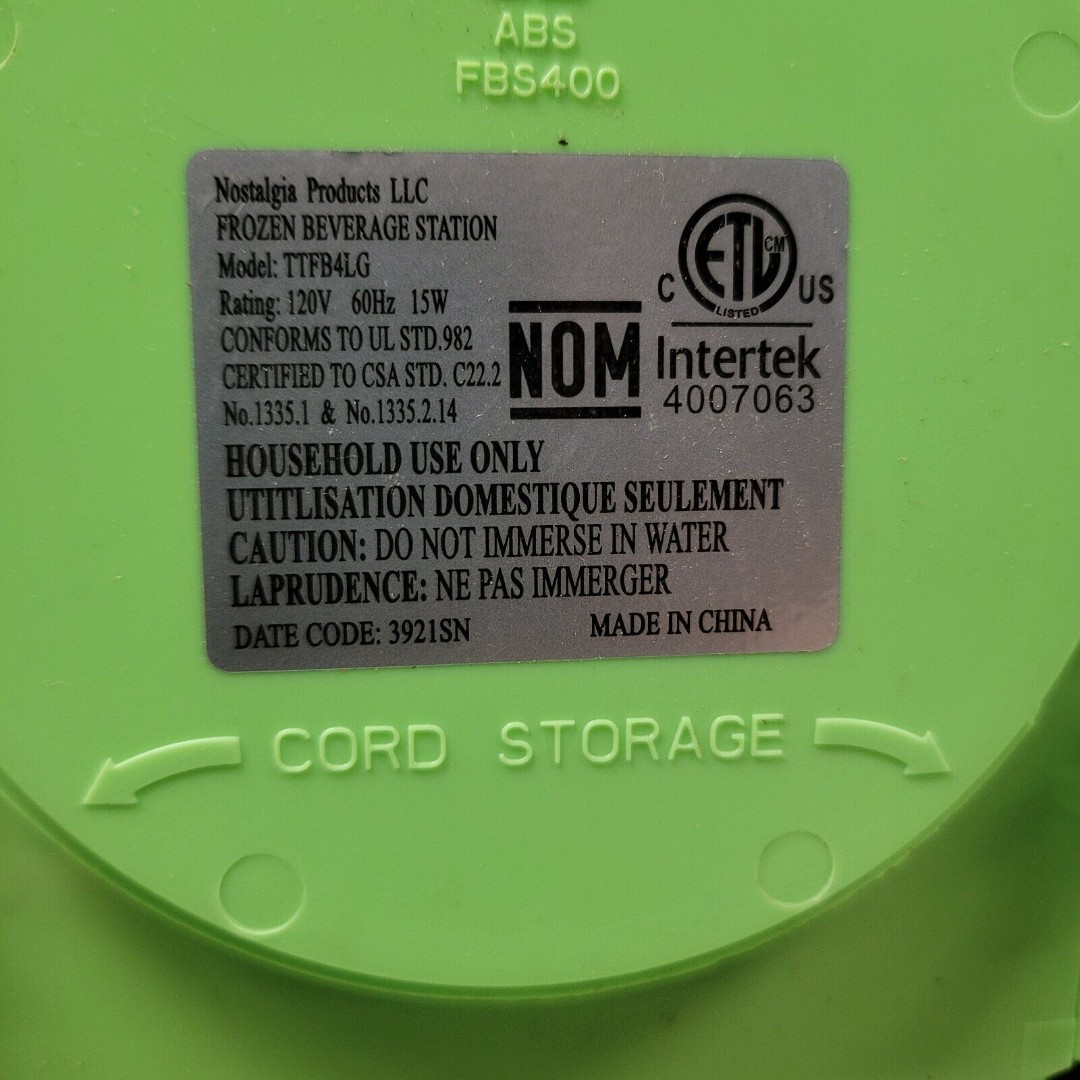 ABS
FBS400
Nostalgia Products LLC
FROZEN BEVERAGE STATION
Model: TTFB4LG
Rating: 120V 60Hz 15W
CONFORMS TO UL STD.982
CERTIFIED TO CSA STD. C22.2
No.1335.1 & No.1335.2.14
NOM
ETL CM
LISTED
C US
Intertek
4007063
HOUSEHOLD USE ONLY
UTITLISATION DOMESTIQUE SEULEMENT
CAUTION: DO NOT IMMERSE IN WATER
LAPRUDENCE: NE PAS IMMERGER
DATE CODE: 3921SN MADE IN CHINA
CORD STORAGE